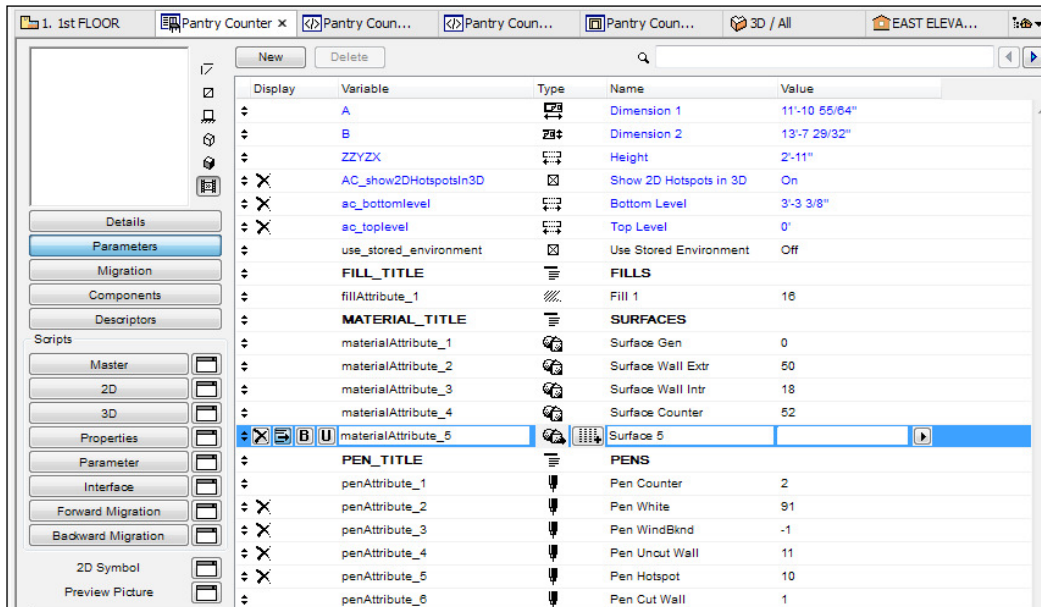 1. 1st FLOOR Pantry Counter × Pantry Coun... Pantry Coun... Pantry Coun... 3D / All EAST ELEVA...
New Delete
Display Variable Type Name Value
A Dimension 1 11'-10 55/64"
B Dimension 2 13'-7 29/32"
ZZYZX Height 2'-11"
AC_show2DHotspotsIn3D Show 2D Hotspots in 3D On
ac_bottomlevel Bottom Level 3'-3 3/8"
ac_toplevel Top Level 0'
use_stored_environment Use Stored Environment Off
FILL_TITLE FILLS
fillAttribute_1 Fill 1 16
MATERIAL_TITLE SURFACES
materialAttribute_1 Surface Gen 0
materialAttribute_2 Surface Wall Extr 50
materialAttribute_3 Surface Wall Intr 18
materialAttribute_4 Surface Counter 52
B U materialAttribute_5 Surface 5
PEN_TITLE PENS
penAttribute_1 Pen Counter 2
penAttribute_2 Pen White 91
penAttribute_3 Pen WindBknd -1
penAttribute_4 Pen Uncut Wall 11
penAttribute_5 Pen Hotspot 10
penAttribute_6 Pen Cut Wall 1
Details
Parameters
Migration
Components
Descriptors
Scripts
Master
2D
3D
Properties
Parameter
Interface
Forward Migration
Backward Migration
2D Symbol
Preview Picture